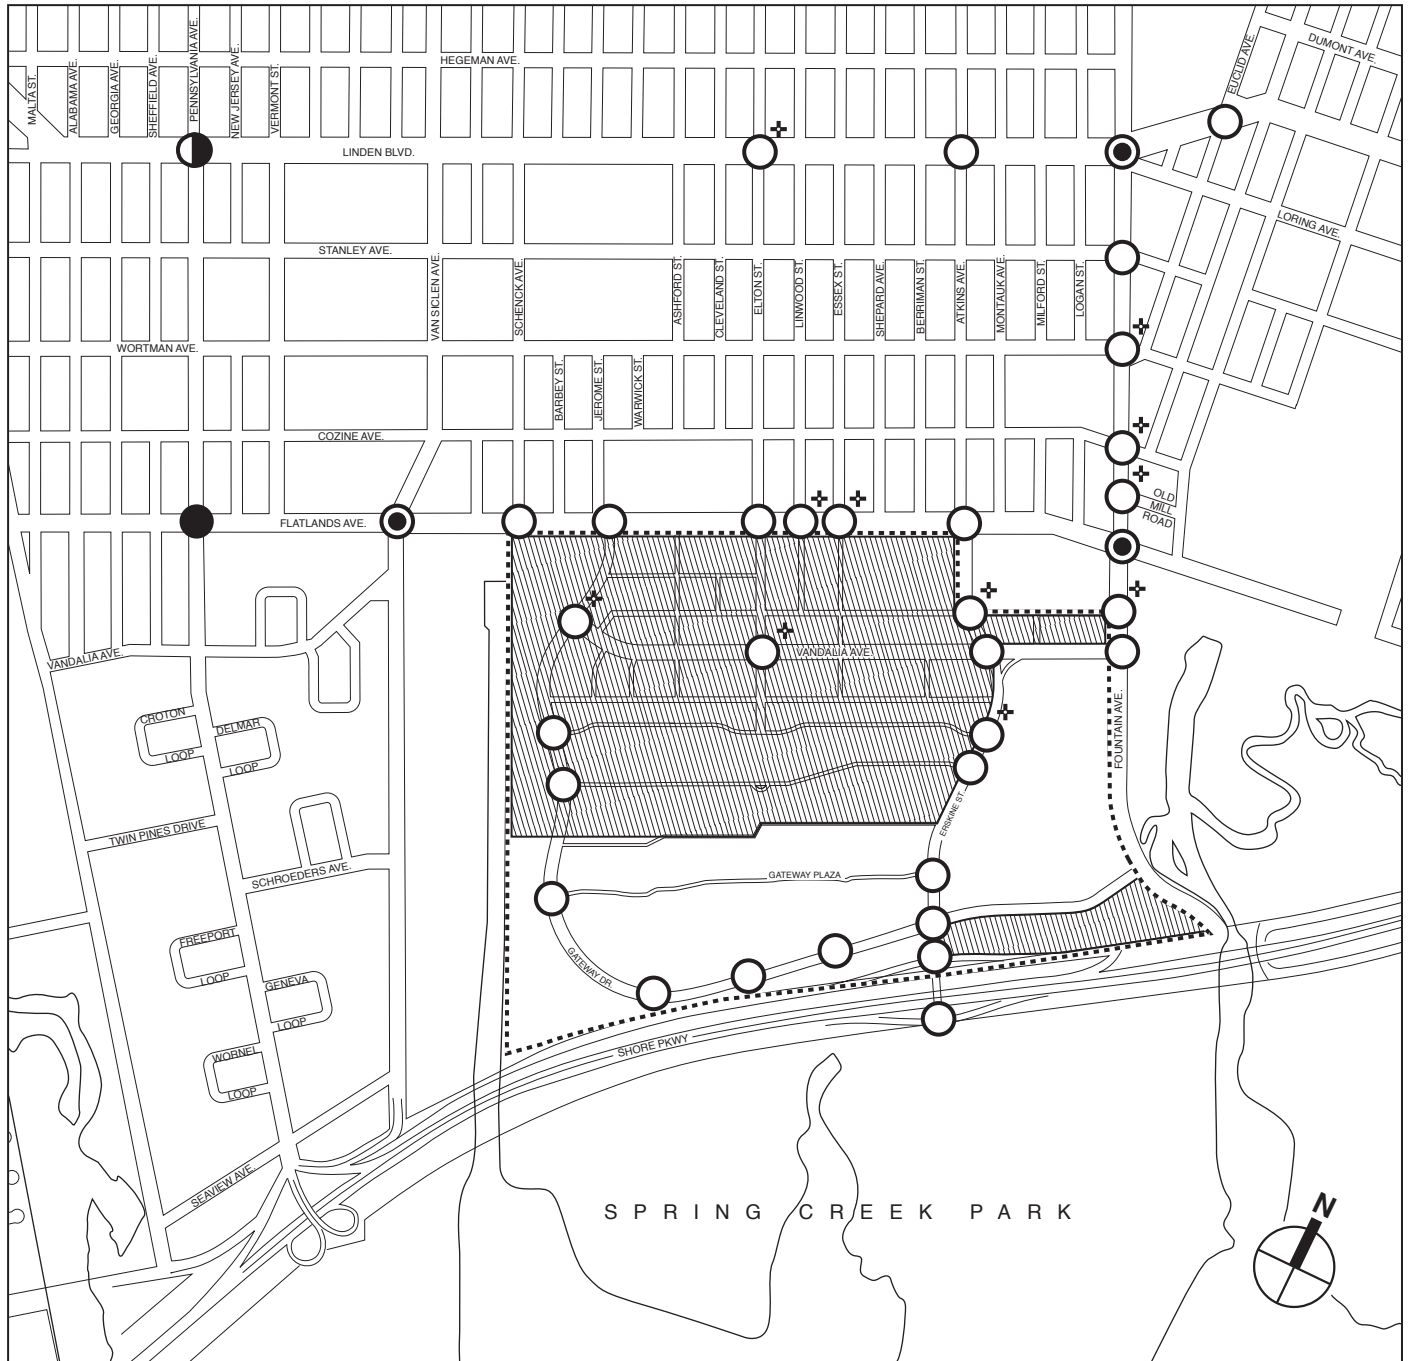 HEGEMAN AVE.
DUMONT AVE.
EUCLID AVE.
MALTA ST.
ALABAMA AVE.
GEORGIA AVE.
SHEFFIELD AVE.
PENNSYLVANIA AVE.
NEW JERSEY AVE.
VERMONT ST.
LINDEN BLVD.
LORING AVE.
STANLEY AVE.
VAN SICLEN AVE.
SCHENCK AVE.
ASHFORD ST.
CLEVELAND ST.
ELTON ST.
LINWOOD ST.
ESSEX ST.
SHEPARD AVE.
BERRIMAN ST.
ATKINS AVE.
MONTAUK AVE.
MILFORD ST.
LOGAN ST.
WORTMAN AVE.
BARBEY ST.
JEROME ST.
WARWICK ST.
COZINE AVE.
OLD
MILL
ROAD
FLATLANDS AVE.
VANDALIA AVE.
VANDALIA AVE.
CROTON
LOOP
DELMAR
LOOP
FOUNTAIN AVE.
ERSKINE ST.
TWIN PINES DRIVE
SCHROEDERS AVE.
GATEWAY PLAZA
FREEPORT
LOOP
GATEWAY DR.
GENEVA
LOOP
SHORE PKWY
WORNEL
LOOP
SEAVIEW AVE.
SPRING CREEK PARK
N